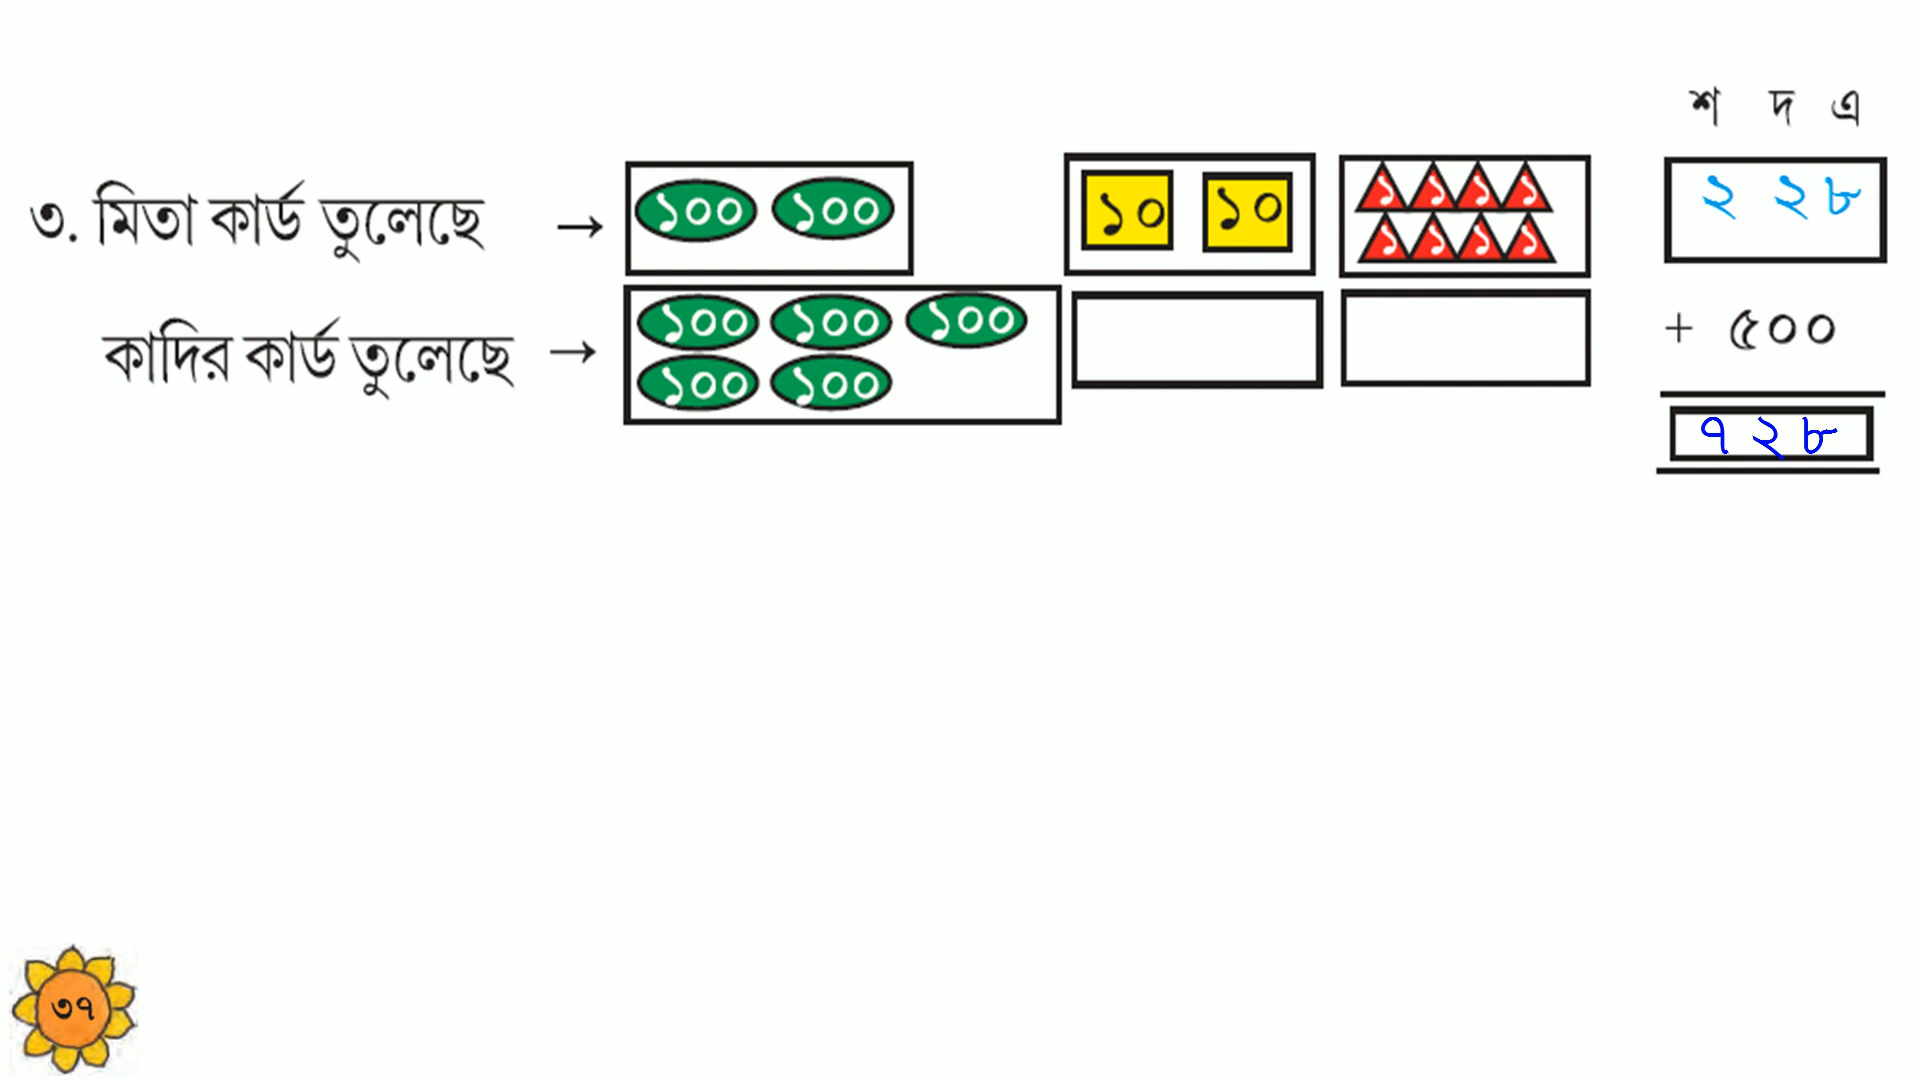 শ দ এ
৩. মিতা কার্ড তুলেছে → ১০০ ১০০ ১০ ১০ ১ ১ ১ ১ ২ ২ ৮
১ ১ ১ ১
কাদির কার্ড তুলেছে → ১০০ ১০০ ১০০ + ৫০০
১০০ ১০০
৭ ২ ৮
৩৭